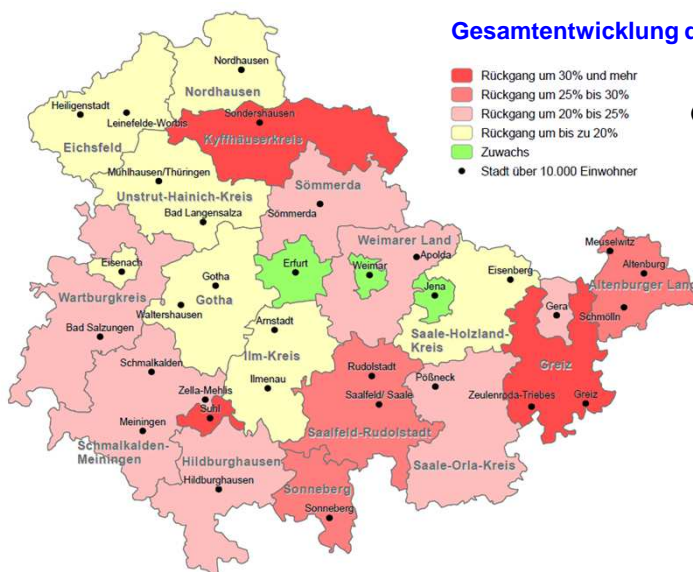 Gesamtentwicklung d
Rückgang um 30% und mehr
Rückgang um 25% bis 30%
Rückgang um 20% bis 25%
Rückgang um bis zu 20%
Zuwachs
Stadt über 10.000 Einwohner
Nordhausen
Nordhausen
Heiligenstadt
Leinefelde-Worbis
Eichsfeld
Sondershausen
Kyffhäuserkreis
Mühlhausen/Thüringen
Unstrut-Hainich-Kreis
Bad Langensalza
Sömmerda
Sömmerda
Weimarer Land
Apolda
Meuselwitz
Altenburg
Altenburger Land
Schmölln
Eisenach
Wartburgkreis
Gotha
Gotha
Waltershausen
Erfurt
Weimar
Jena
Eisenberg
Saale-Holzland-
Kreis
Gera
Bad Salzungen
Arnstadt
Ilm-Kreis
Ilmenau
Schmalkalden
Zella-Mehlis
Suhl
Rudolstadt
Saalfeld/ Saale
Pößneck
Greiz
Zeulenroda-Triebes
Greiz
Meiningen
Schmalkalden-
Meiningen
Hildburghausen
Hildburghausen
Saalfeld-Rudolstadt
Saale-Orla-Kreis
Sonneberg
Sonneberg